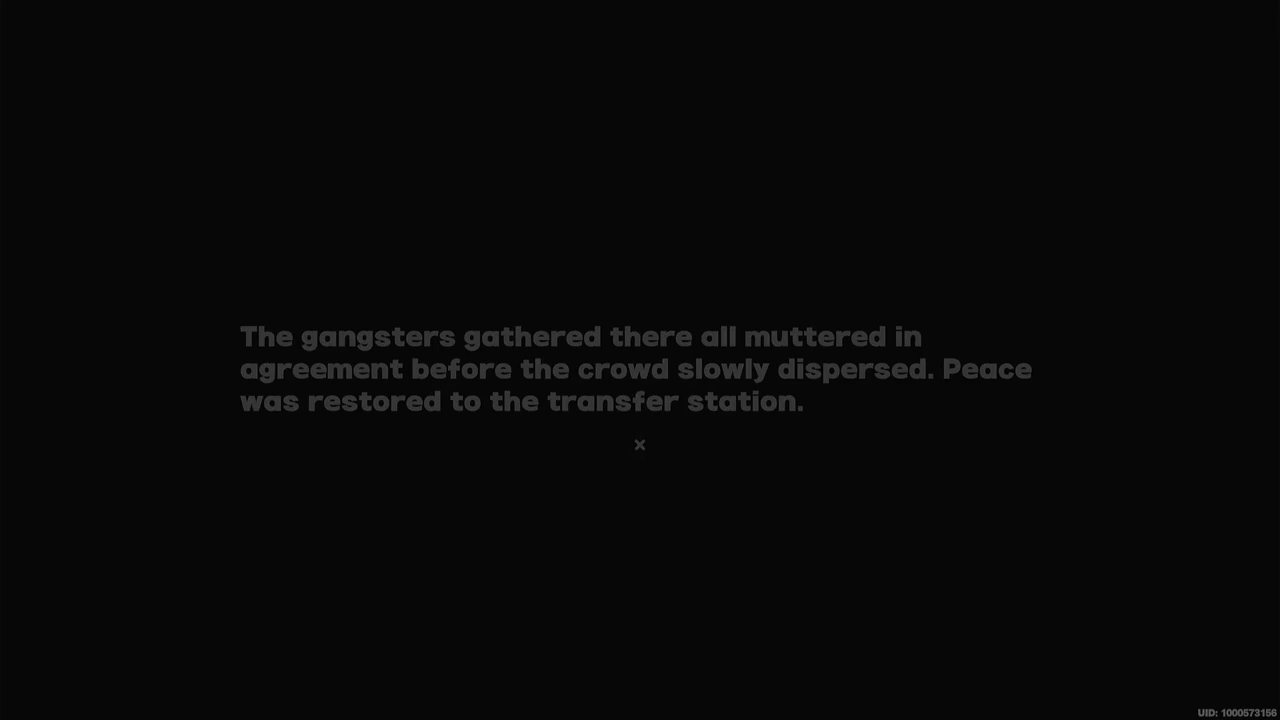 The gangsters gathered there all muttered in
agreement before the crowd slowly dispersed. Peace
was restored to the transfer station.
UID: 1000573156